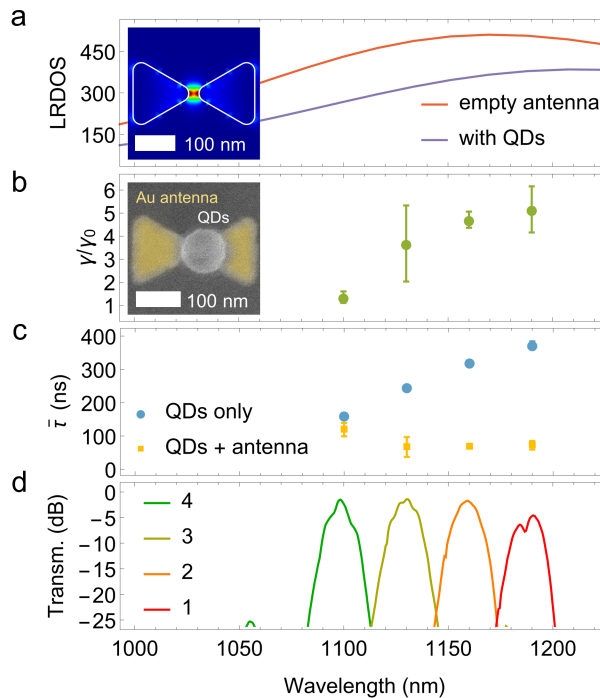 a
LRDOS
450
300
150
100 nm
empty antenna
with QDs
b
γ/γ₀
6
5
4
3
2
1
Au antenna
QDs
100 nm
c
τ̄ (ns)
400
300
200
100
0
QDs only
QDs + antenna
d
Transm. (dB)
0
−5
−10
−15
−20
−25
4
3
2
1
1000 1050 1100 1150 1200
Wavelength (nm)